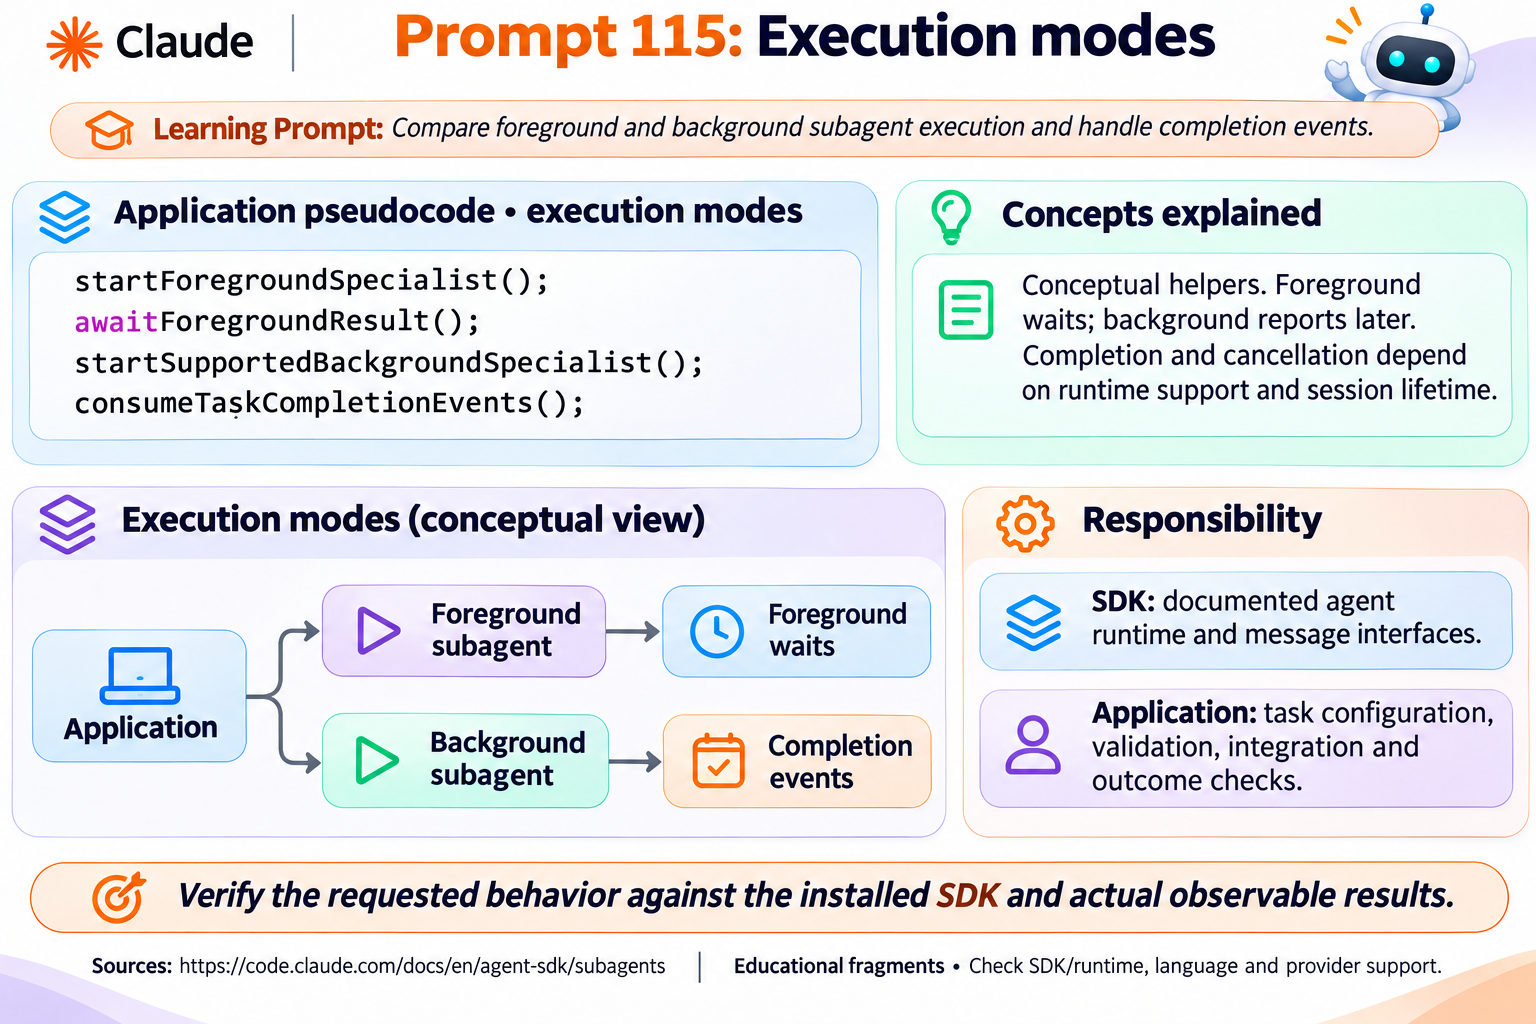 Claude
Prompt 115: Execution modes
Learning Prompt: Compare foreground and background subagent execution and handle completion events.
Application pseudocode • execution modes
startForegroundSpecialist();
awaitForegroundResult();
startSupportedBackgroundSpecialist();
consumeTaskCompletionEvents();
Concepts explained
Conceptual helpers. Foreground
waits; background reports later.
Completion and cancellation depend
on runtime support and session lifetime.
Execution modes (conceptual view)
Application
Foreground
subagent
Foreground
waits
Background
subagent
Completion
events
Responsibility
SDK: documented agent
runtime and message interfaces.
Application: task configuration,
validation, integration and
outcome checks.
Verify the requested behavior against the installed SDK and actual observable results.
Sources: https://code.claude.com/docs/en/agent-sdk/subagents
Educational fragments • Check SDK/runtime, language and provider support.